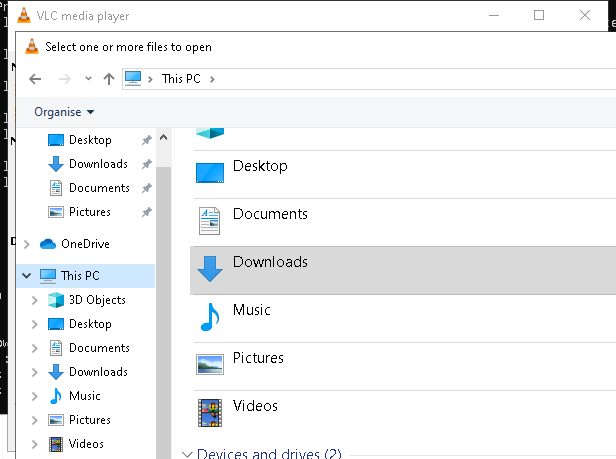 VLC media player
Select one or more files to open
This PC
Organise
Desktop
Downloads
Documents
Pictures
OneDrive
This PC
3D Objects
Desktop
Documents
Downloads
Music
Pictures
Videos
Desktop
Documents
Downloads
Music
Pictures
Videos
Devices and drives (2)